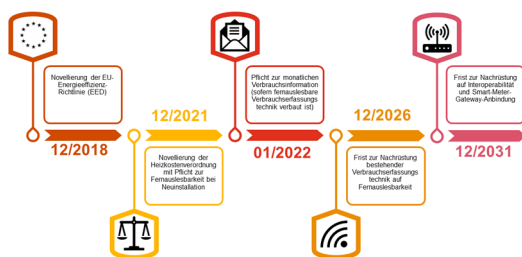 Novellierung der EU-
Energieeffizienz-
Richtlinie (EED)
12/2018
12/2021
Novellierung der
Heizkostenverordnung
mit Pflicht zur
Fernauslesbarkeit bei
Neuinstallation
Pflicht zur monatlichen
Verbrauchsinformation
(sofern fernauslesbare
Verbrauchserfassungs
technik verbaut ist)
01/2022
12/2026
Frist zur Nachrüstung
bestehender
Verbrauchserfassungs
technik auf
Fernauslesbarkeit
Frist zur Nachrüstung
auf Interoperabilität
und Smart-Meter-
Gateway-Anbindung
12/2031